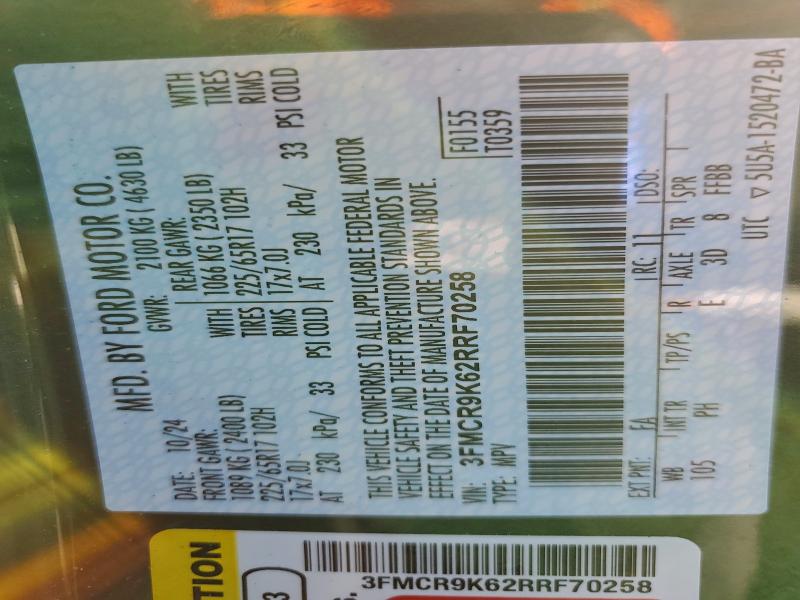 MFD. BY FORD MOTOR CO.
DATE: 10/24 GVWR: 2100 KG ( 4630 LB)
FRONT GAWR: REAR GAWR:
1089 KG ( 2400 LB) WITH 1066 KG ( 2350 LB) WITH
225/65R17 102H TIRES 225/65R17 102H TIRES
17x7.0J RIMS 17x7.0J RIMS
AT 230 kPa/ 33 PSI COLD AT 230 kPa/ 33 PSI COLD
THIS VEHICLE CONFORMS TO ALL APPLICABLE FEDERAL MOTOR
VEHICLE SAFETY AND THEFT PREVENTION STANDARDS IN
EFFECT ON THE DATE OF MANUFACTURE SHOWN ABOVE.
VIN: 3FMCR9K62RRF70258 F0155
TYPE: MPV T0359
EXT PNT: FA RC: 11 DSO:
WB INT TR TP/PS R AXLE TR SPR
105 PH E 3D 8 FFBB
UTC ▽ 5U5A-1520472-BA
3FMCR9K62RRF70258